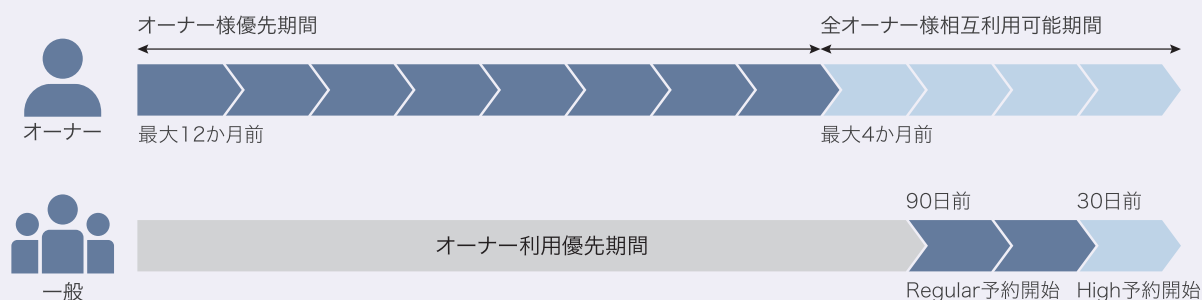 オーナー様優先期間
全オーナー様相互利用可能期間
オーナー
最大12か月前
最大4か月前
90日前
30日前
オーナー利用優先期間
一般
Regular予約開始
High予約開始